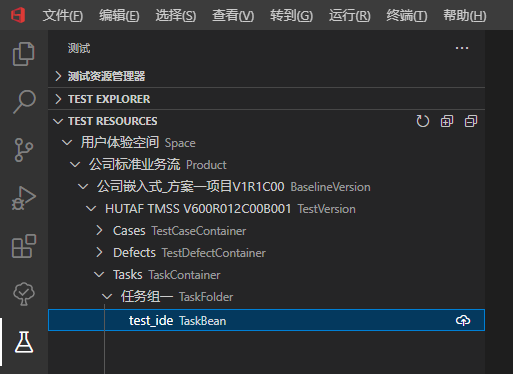 文件(F) 编辑(E) 选择(S) 查看(V) 转到(G) 运行(R) 终端(T) 帮助(H)
测试
测试资源管理器
TEST EXPLORER
TEST RESOURCES
用户体验空间 Space
公司标准业务流 Product
公司嵌入式_方案一项目V1R1C00 BaselineVersion
HUTAF TMSS V600R012C00B001 TestVersion
Cases TestCaseContainer
Defects TestDefectContainer
Tasks TaskContainer
任务组一 TaskFolder
test_ide TaskBean